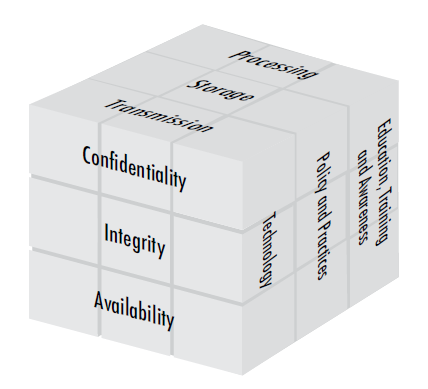 Processing
Storage
Transmission
Confidentiality
Integrity
Availability
Technology
Policy and Practices
Education, Training
and Awareness